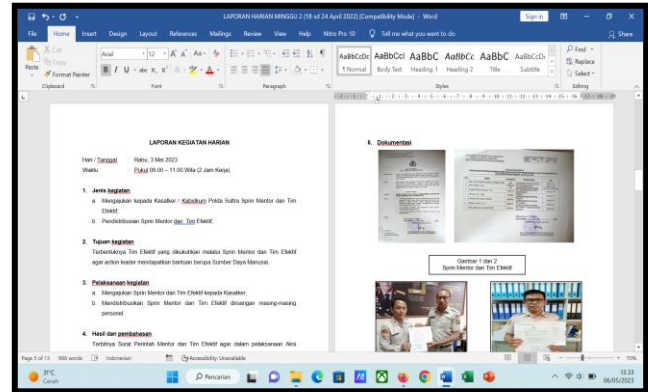 LAPORAN HARIAN MINGGU 2 (18 sd 24 April 2022) [Compatibility Mode] - Word
Sign in
File Home Insert Design Layout References Mailings Review View Help Nitro Pro 10 Tell me what you want to do Share
Cut
Copy
Paste
Format Painter
Clipboard
Arial 12
Font
Paragraph
AaBbCcDc AaBbCcI AaBbC AaBbCc AaBbC AaBbCcDc
1 Normal Body Text Heading 1 Heading 2 Title Subtitle
Styles
Find
Replace
Select
Editing
LAPORAN KEGIATAN HARIAN
Hari / Tanggal : Rabu, 3 Mei 2023
Waktu : Pukul 09.00 – 11.00 Wita (2 Jam Kerja)
1. Jenis kegiatan
a Mengajukan kepada Kasatker / Kabidkum Polda Sultra Sprin Mentor dan Tim
Efektif;
b. Pendistribusian Sprin Mentor dan Tim Efektif;
2. Tujuan kegiatan
Terbentuknya Tim Efektif yang dikukuhkan melalui Sprin Mentor dan Tim Efektif
agar action leader mendapatkan bantuan berupa Sumber Daya Manusia.
3. Pelaksanaan kegiatan
a Mengajukan Sprin Mentor dan Tim Efektif kepada Kasatker;
b Mendistribusikan Sprin Mentor dan Tim Efektif diruangan masing-masing
personel.
4. Hasil dan pembahasan
Terbitnya Surat Perintah Mentor dan Tim Efektif agar dalam pelaksanaan Aksi
6. Dokumentasi
Gambar 1 dan 2
Sprin Mentor dan Tim Efektif
Page 5 of 12 986 words Indonesian Accessibility: Unavailable 70%
31°C
Cerah
Pencarian
13.33
06/05/2023